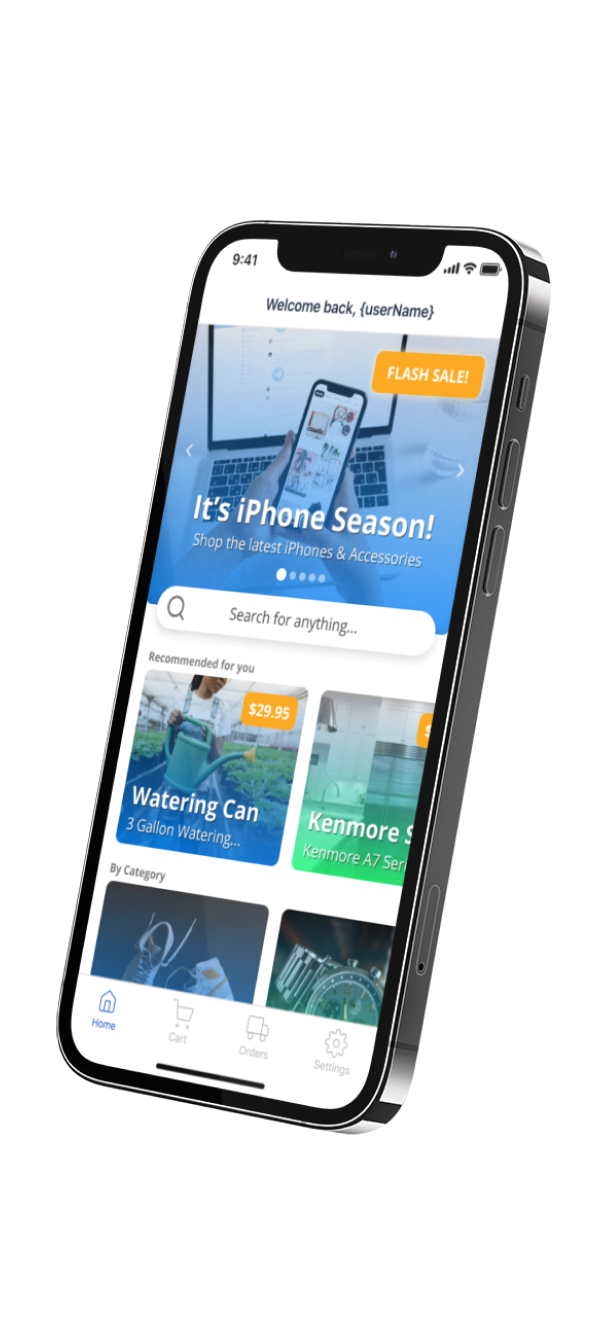 9:41
Welcome back, {userName}
FLASH SALE!
It's iPhone Season!
Shop the latest iPhones & Accessories
Search for anything...
Recommended for you
$29.95
Watering Can
3 Gallon Watering...
$
Kenmore S
Kenmore A7 Seri
By Category
Home
Cart
Orders
Settings